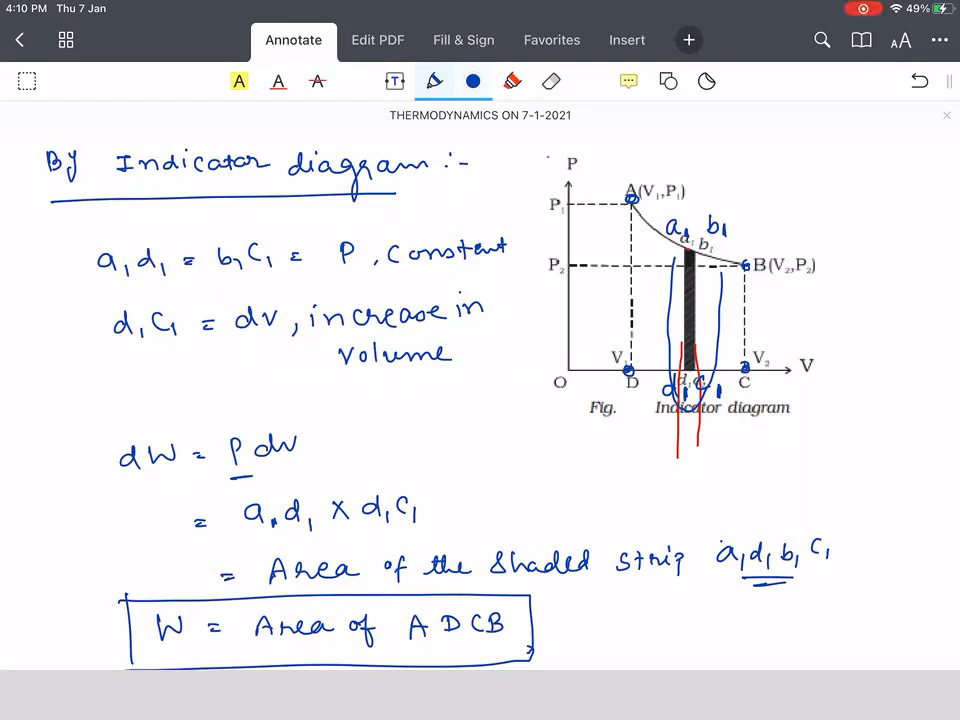 4:10 PM Thu 7 Jan 49%
Annotate Edit PDF Fill & Sign Favorites Insert
THERMODYNAMICS ON 7-1-2021
By Indicator diagram :-
a₁d₁ = b₁C₁ = P, Constant
d₁C₁ = dv, increase in
volume
P
P₁ A(V₁,P₁)
a₁ b₁
a₁ b₁
P₂ B(V₂,P₂)
V₁ V₂ V
O D d₁ c₁ C
d₁ c₁
Fig. Indicator diagram
dW = P dv
= a₁d₁ × d₁C₁
= Area of the Shaded Strip a₁d₁b₁C₁
W = Area of ADCB